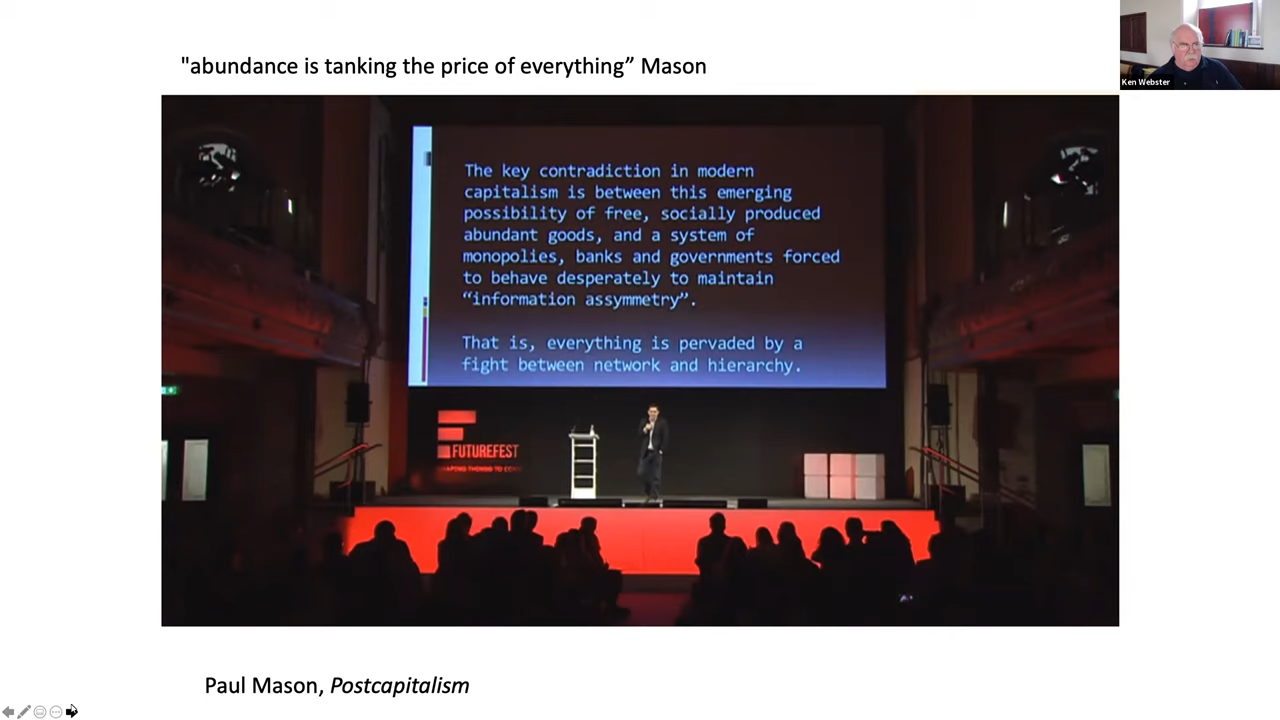 "abundance is tanking the price of everything” Mason
Ken Webster
The key contradiction in modern
capitalism is between this emerging
possibility of free, socially produced
abundant goods, and a system of
monopolies, banks and governments forced
to behave desperately to maintain
“information assymmetry”.
That is, everything is pervaded by a
fight between network and hierarchy.
FUTUREFEST
Paul Mason, Postcapitalism